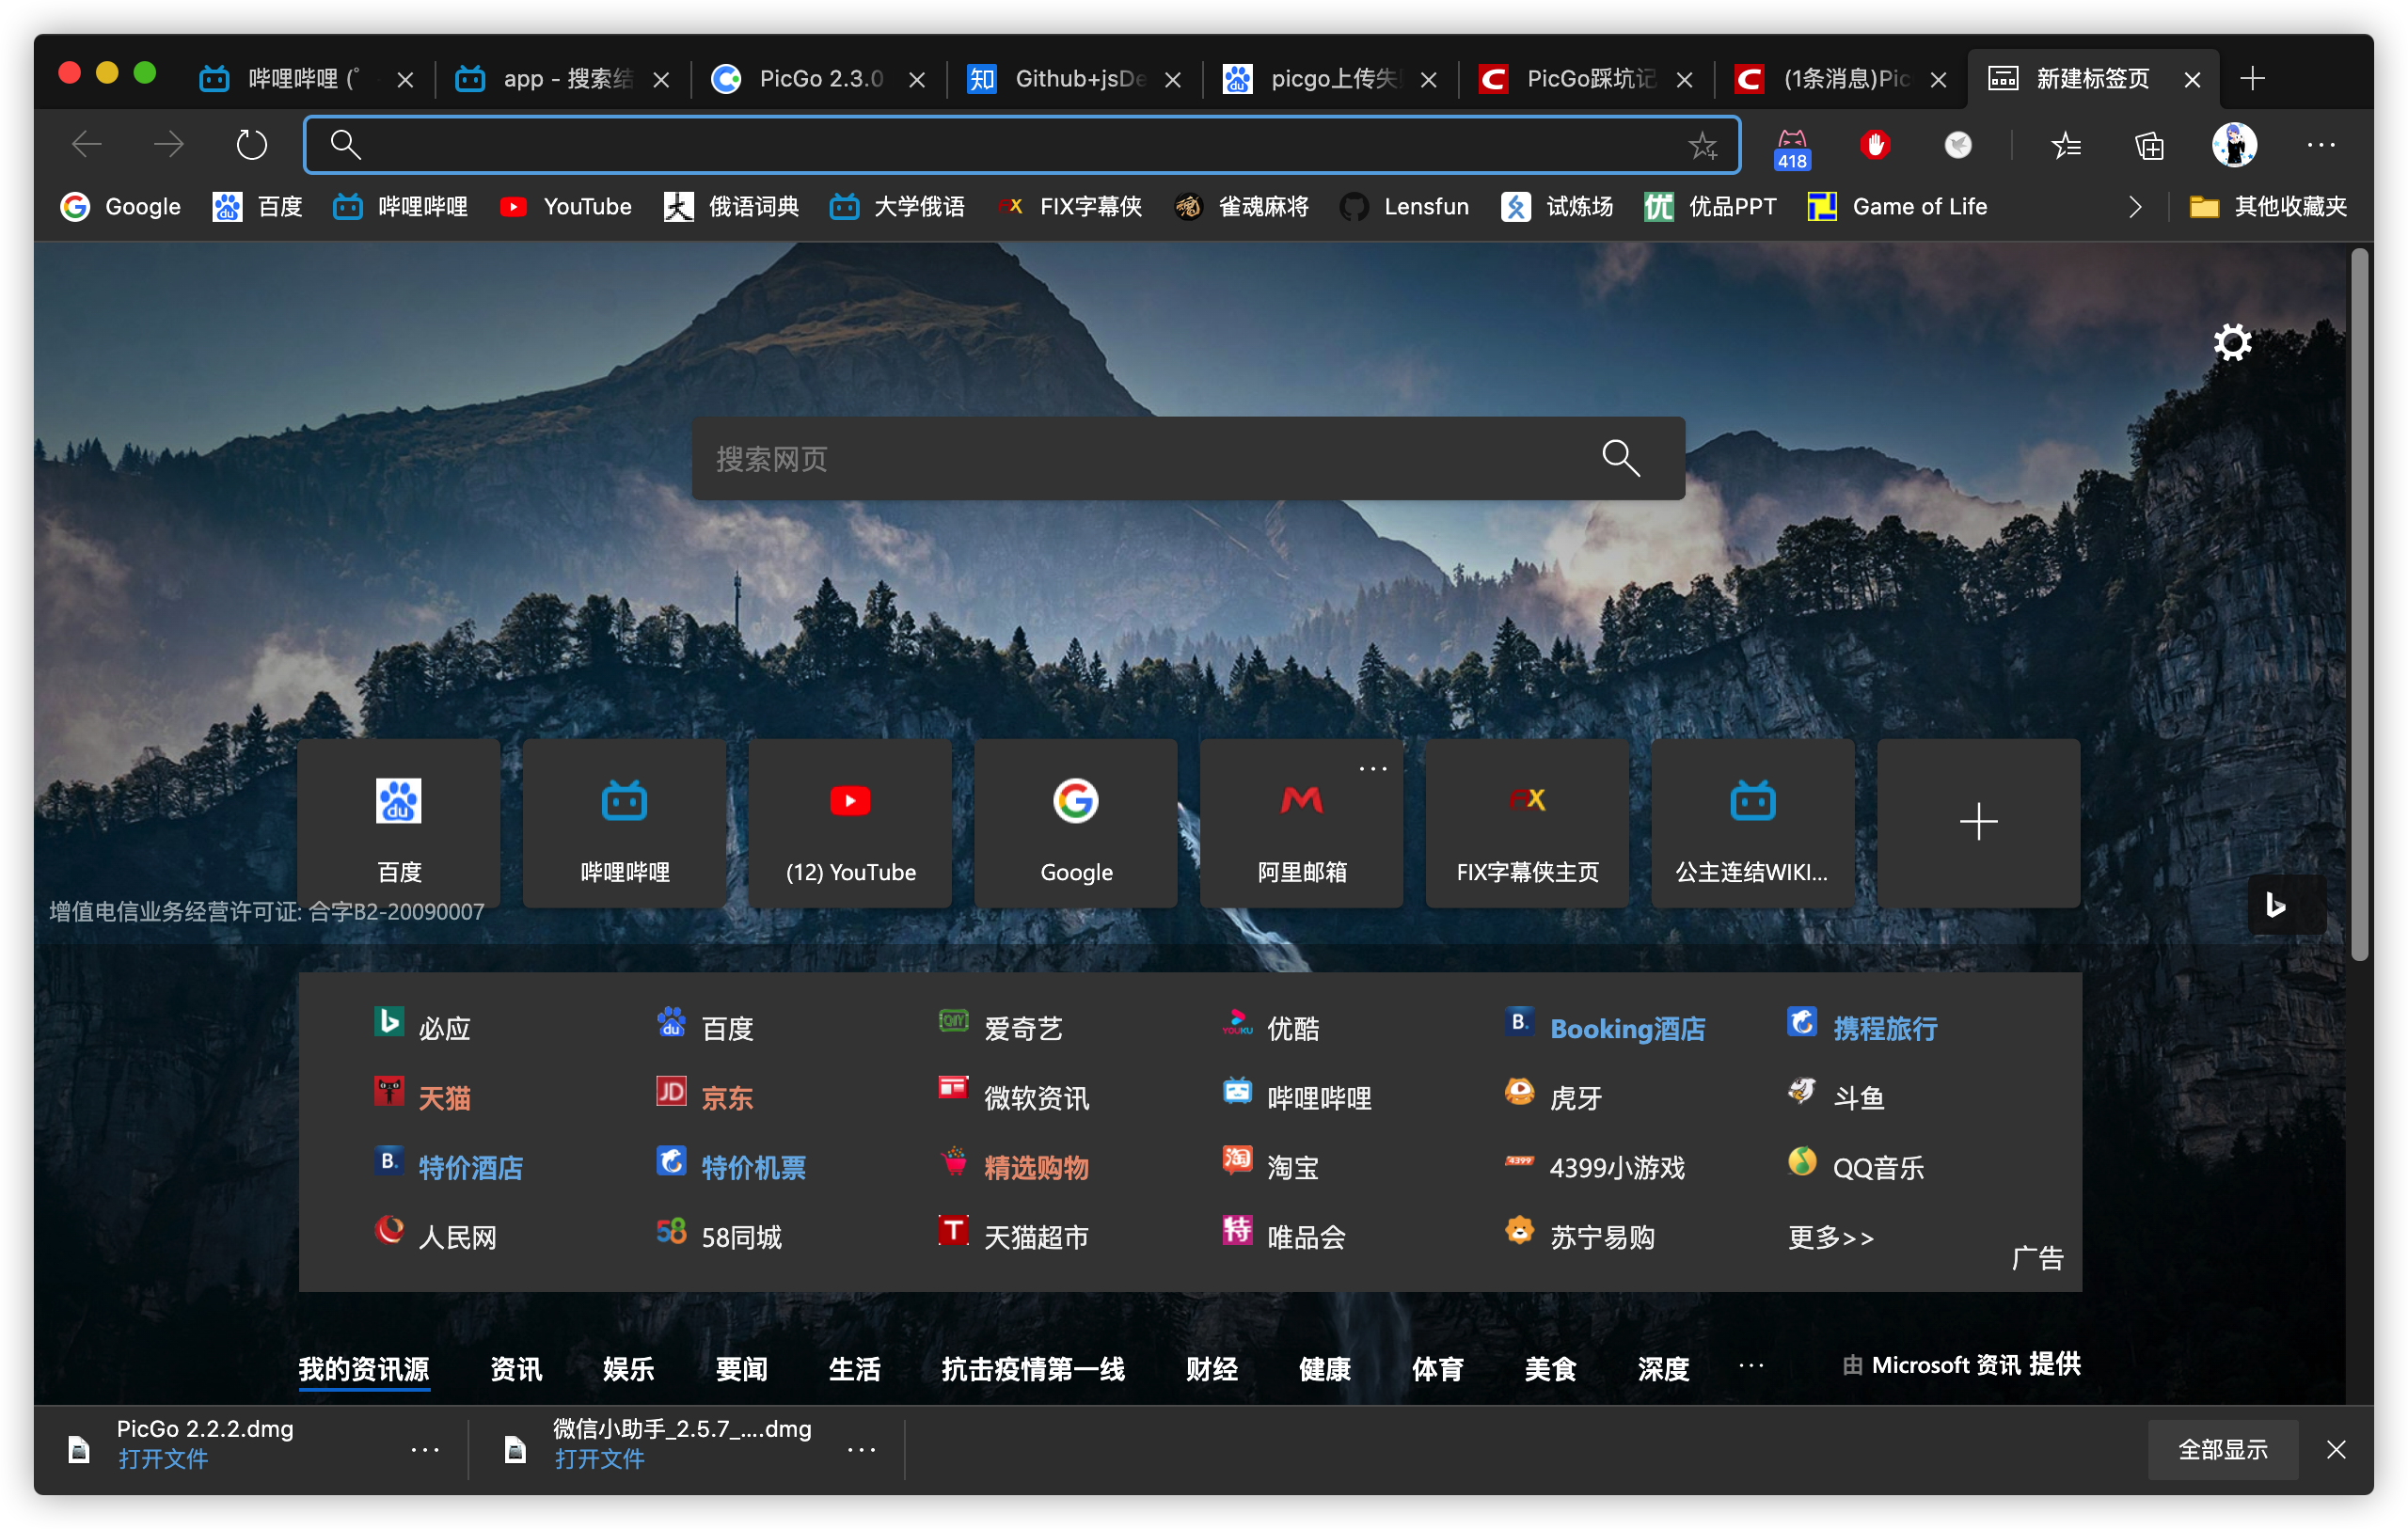 哔哩哔哩 (゜
app - 搜索结
PicGo 2.3.0
Github+jsDe
picgo上传失
PicGo踩坑记
(1条消息)Pic
新建标签页
418
Google 百度 哔哩哔哩 YouTube 俄语词典 大学俄语 FIX字幕侠 雀魂麻将 Lensfun 试炼场 优品PPT Game of Life 其他收藏夹
搜索网页
百度 哔哩哔哩 (12) YouTube Google 阿里邮箱 FIX字幕侠主页 公主连结WIKI...
增值电信业务经营许可证: 合字B2-20090007
必应 百度 爱奇艺 优酷 Booking酒店 携程旅行
天猫 京东 微软资讯 哔哩哔哩 虎牙 斗鱼
特价酒店 特价机票 精选购物 淘宝 4399小游戏 QQ音乐
人民网 58同城 天猫超市 唯品会 苏宁易购 更多>>
广告
我的资讯源 资讯 娱乐 要闻 生活 抗击疫情第一线 财经 健康 体育 美食 深度 ··· 由 Microsoft 资讯 提供
PicGo 2.2.2.dmg
打开文件
微信小助手_2.5.7_....dmg
打开文件
全部显示